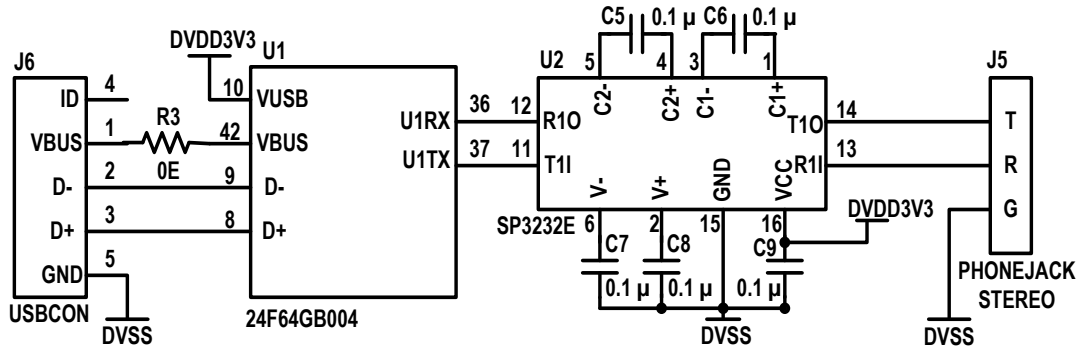 C5 0.1 µ C6 0.1 µ
DVDD3V3 U1
J6 U2 5 4 3 1 J5
4 10 VUSB C2- C2+ C1- C1+ 14
ID
1 R3 42 VBUS U1RX 36 12 R1O T1O T
VBUS
0E U1TX 37 11 T1I R1I 13 R
2 9 D-
D-
V- V+ GND VCC
3 8 D+ G
D+
SP3232E 6 2 15 16 DVDD3V3
5 C7 C8 C9
GND
0.1 µ 0.1 µ 0.1 µ PHONEJACK
STEREO
USBCON 24F64GB004
DVSS DVSS DVSS